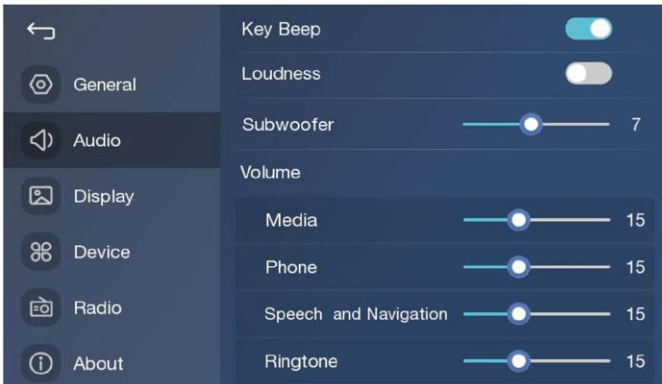 General
Audio
Display
Device
Radio
About
Key Beep
Loudness
Subwoofer 7
Volume
Media 15
Phone 15
Speech and Navigation 15
Ringtone 15